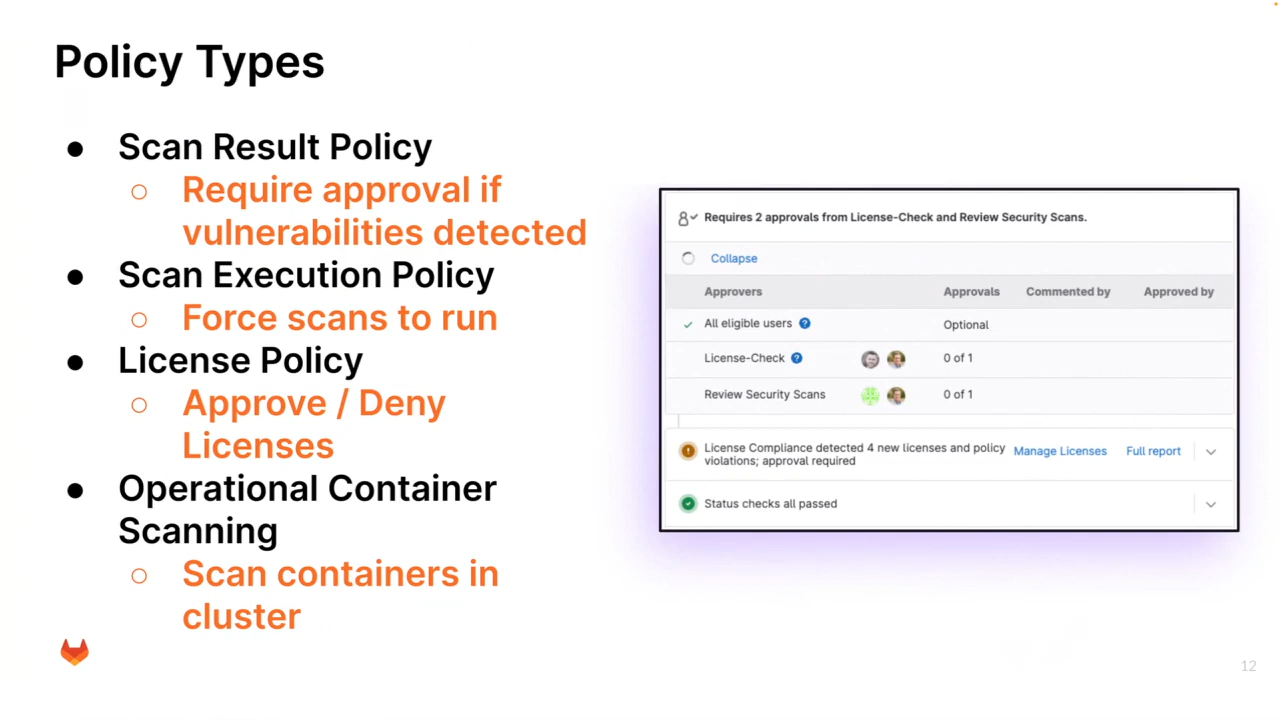 Policy Types
● Scan Result Policy
○ Require approval if
vulnerabilities detected
● Scan Execution Policy
○ Force scans to run
● License Policy
○ Approve / Deny
Licenses
● Operational Container
Scanning
○ Scan containers in
cluster
Requires 2 approvals from License-Check and Review Security Scans.
Collapse
Approvers Approvals Commented by Approved by
All eligible users Optional
License-Check 0 of 1
Review Security Scans 0 of 1
License Compliance detected 4 new licenses and policy
violations; approval required
Manage Licenses Full report
Status checks all passed
12